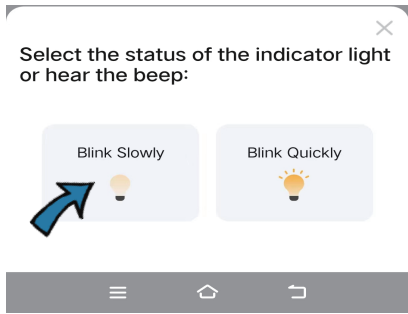 Select the status of the indicator light
or hear the beep:
Blink Slowly
Blink Quickly